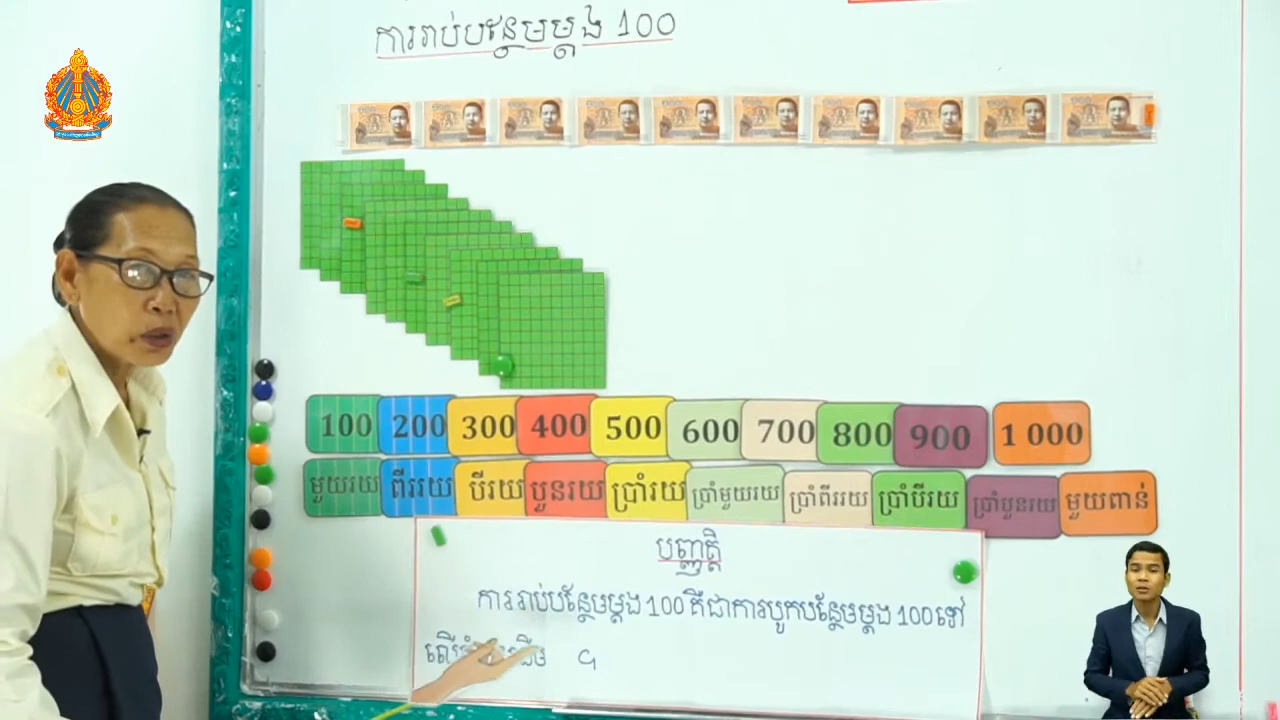 ការរាប់បន្ថែមម្តង 100
100 200 300 400 500 600 700 800 900 1 000
មួយរយ ពីររយ បីរយ បួនរយ ប្រាំរយ ប្រាំមួយរយ ប្រាំពីររយ ប្រាំបីរយ ប្រាំបួនរយ មួយពាន់
បញ្ញត្តិ
ការរាប់បន្ថែមម្តង 100 គឺជាការបូកបន្ថែមម្តង 100 ទៅ
លើ ដើម ។